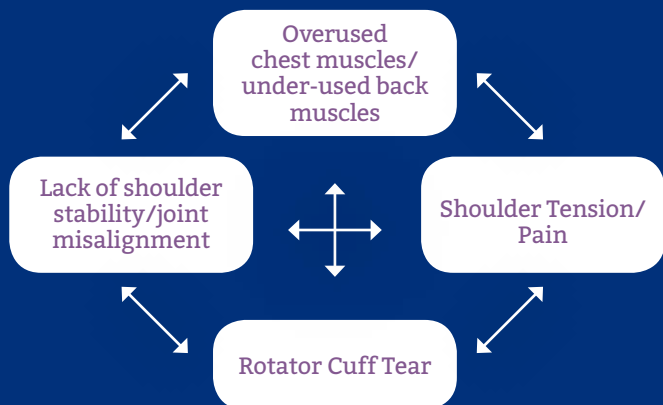 Overused
chest muscles/
under-used back
muscles
Lack of shoulder
stability/joint
misalignment
Shoulder Tension/
Pain
Rotator Cuff Tear